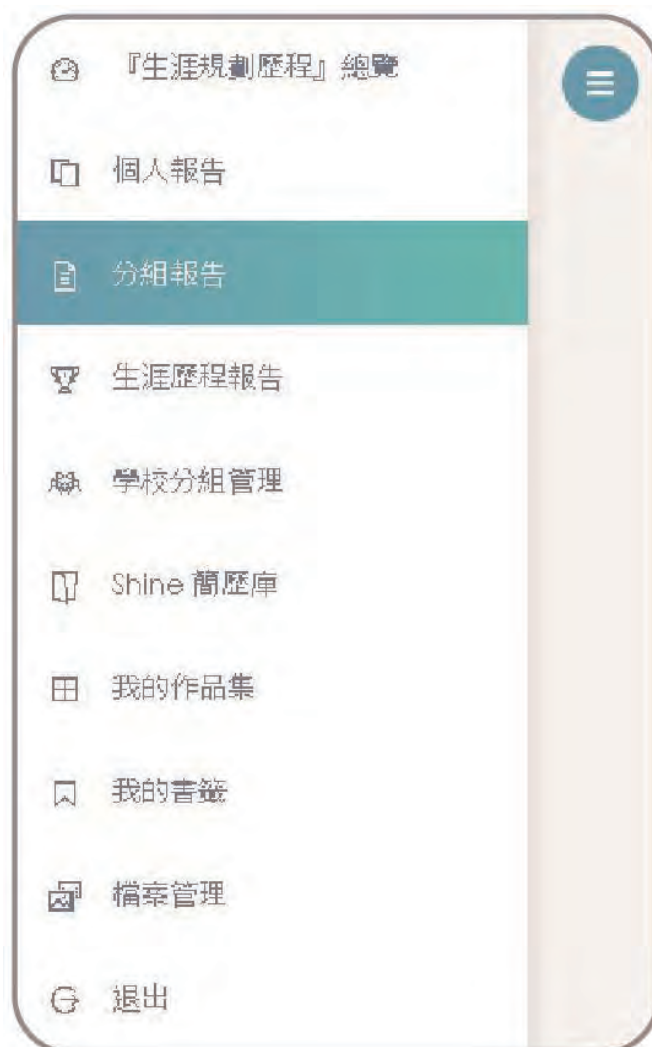 『生涯規劃歷程』總覽
個人報告
分組報告
生涯歷程報告
學校分組管理
Shine 簡歷庫
我的作品集
我的書籤
檔案管理
退出